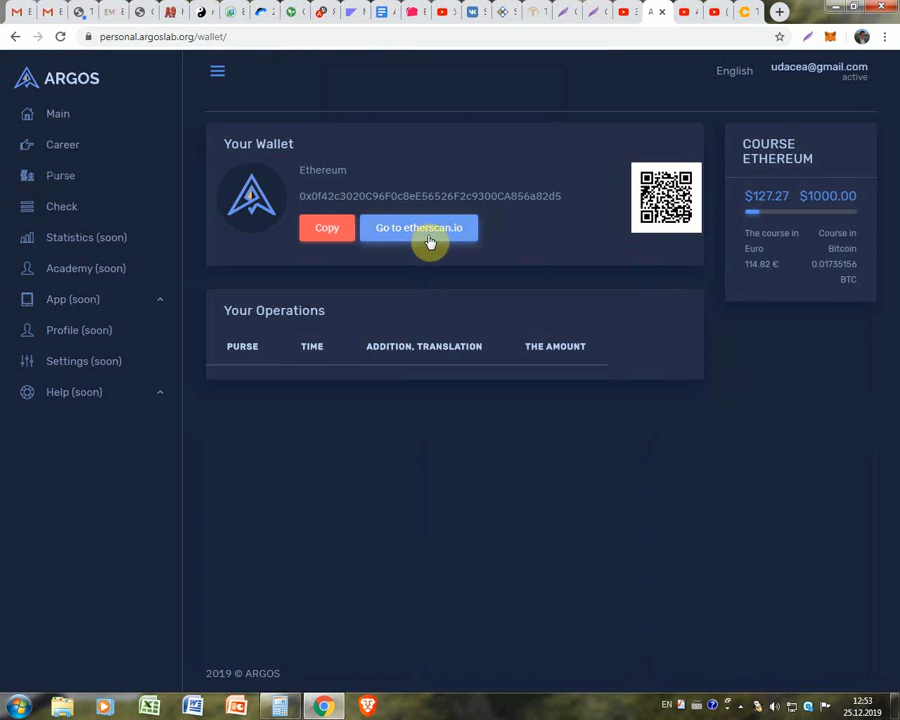 personal.argoslab.org/wallet/
ARGOS
English
udacea@gmail.com
active
Main
Career
Purse
Check
Statistics (soon)
Academy (soon)
App (soon)
Profile (soon)
Settings (soon)
Help (soon)
Your Wallet
Ethereum
0x0f42c3020C96F0c8eE56526F2c9300CA856a82d5
Copy
Go to etherscan.io
COURSE
ETHEREUM
$127.27 $1000.00
The course in
Euro
114.82 €
Course in
Bitcoin
0.01735156
BTC
Your Operations
PURSE TIME ADDITION, TRANSLATION THE AMOUNT
2019 © ARGOS
EN
12:53
25.12.2019